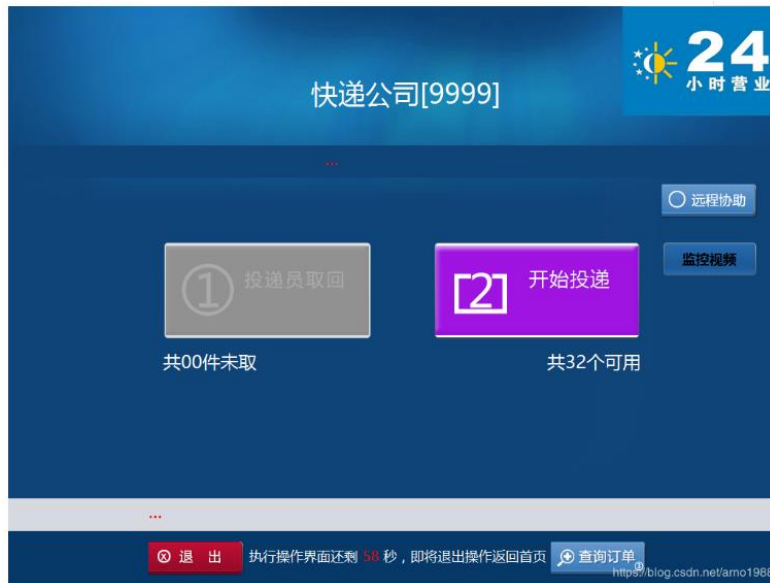 24
小时营业
快递公司[9999]
...
远程协助
监控视频
① 投递员取回
[2] 开始投递
共00件未取
共32个可用
...
退 出 执行操作界面还剩 58 秒，即将退出操作返回首页 查询订单
https://blog.csdn.net/arno1988